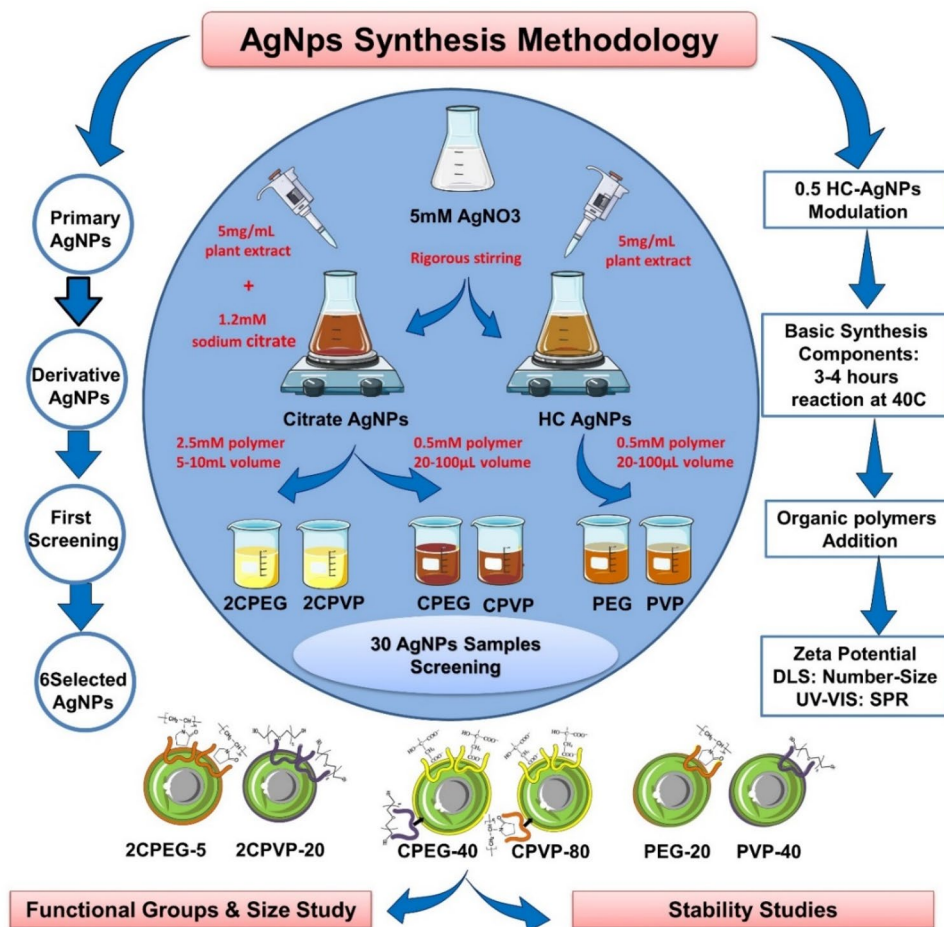 AgNps Synthesis Methodology
Primary
AgNPs
Derivative
AgNPs
First
Screening
6Selected
AgNPs
5mM AgNO3
5mg/mL
plant extract
+
1.2mM
sodium citrate
Rigorous stirring
5mg/mL
plant extract
Citrate AgNPs
HC AgNPs
2.5mM polymer
5-10mL volume
0.5mM polymer
20-100µL volume
0.5mM polymer
20-100µL volume
2CPEG
2CPVP
CPEG
CPVP
PEG
PVP
30 AgNPs Samples
Screening
0.5 HC-AgNPs
Modulation
Basic Synthesis
Components:
3-4 hours
reaction at 40C
Organic polymers
Addition
Zeta Potential
DLS: Number-Size
UV-VIS: SPR
2CPEG-5
2CPVP-20
CPEG-40
CPVP-80
PEG-20
PVP-40
Functional Groups & Size Study
Stability Studies